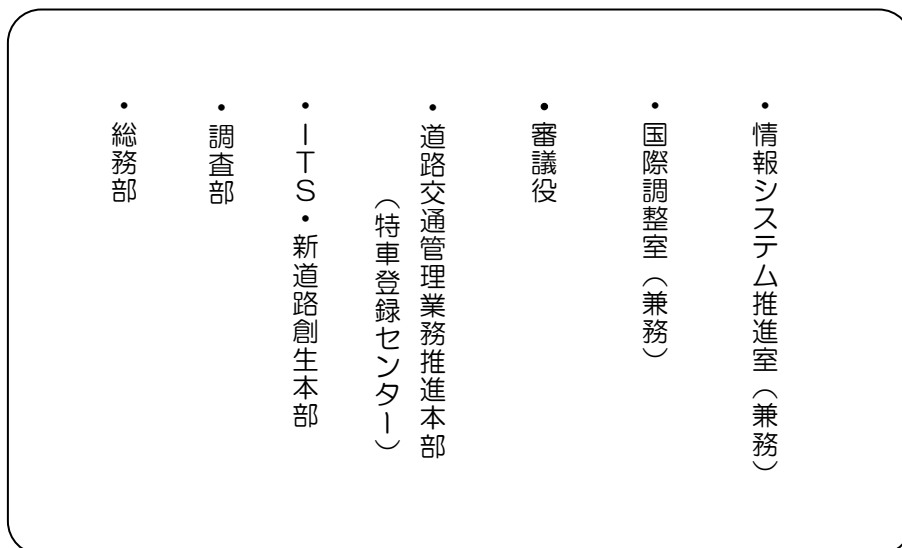 ・情報システム推進室（兼務）
・国際調整室（兼務）
・審議役
・道路交通管理業務推進本部
（特車登録センター）
・ITS・新道路創生本部
・調査部
・総務部